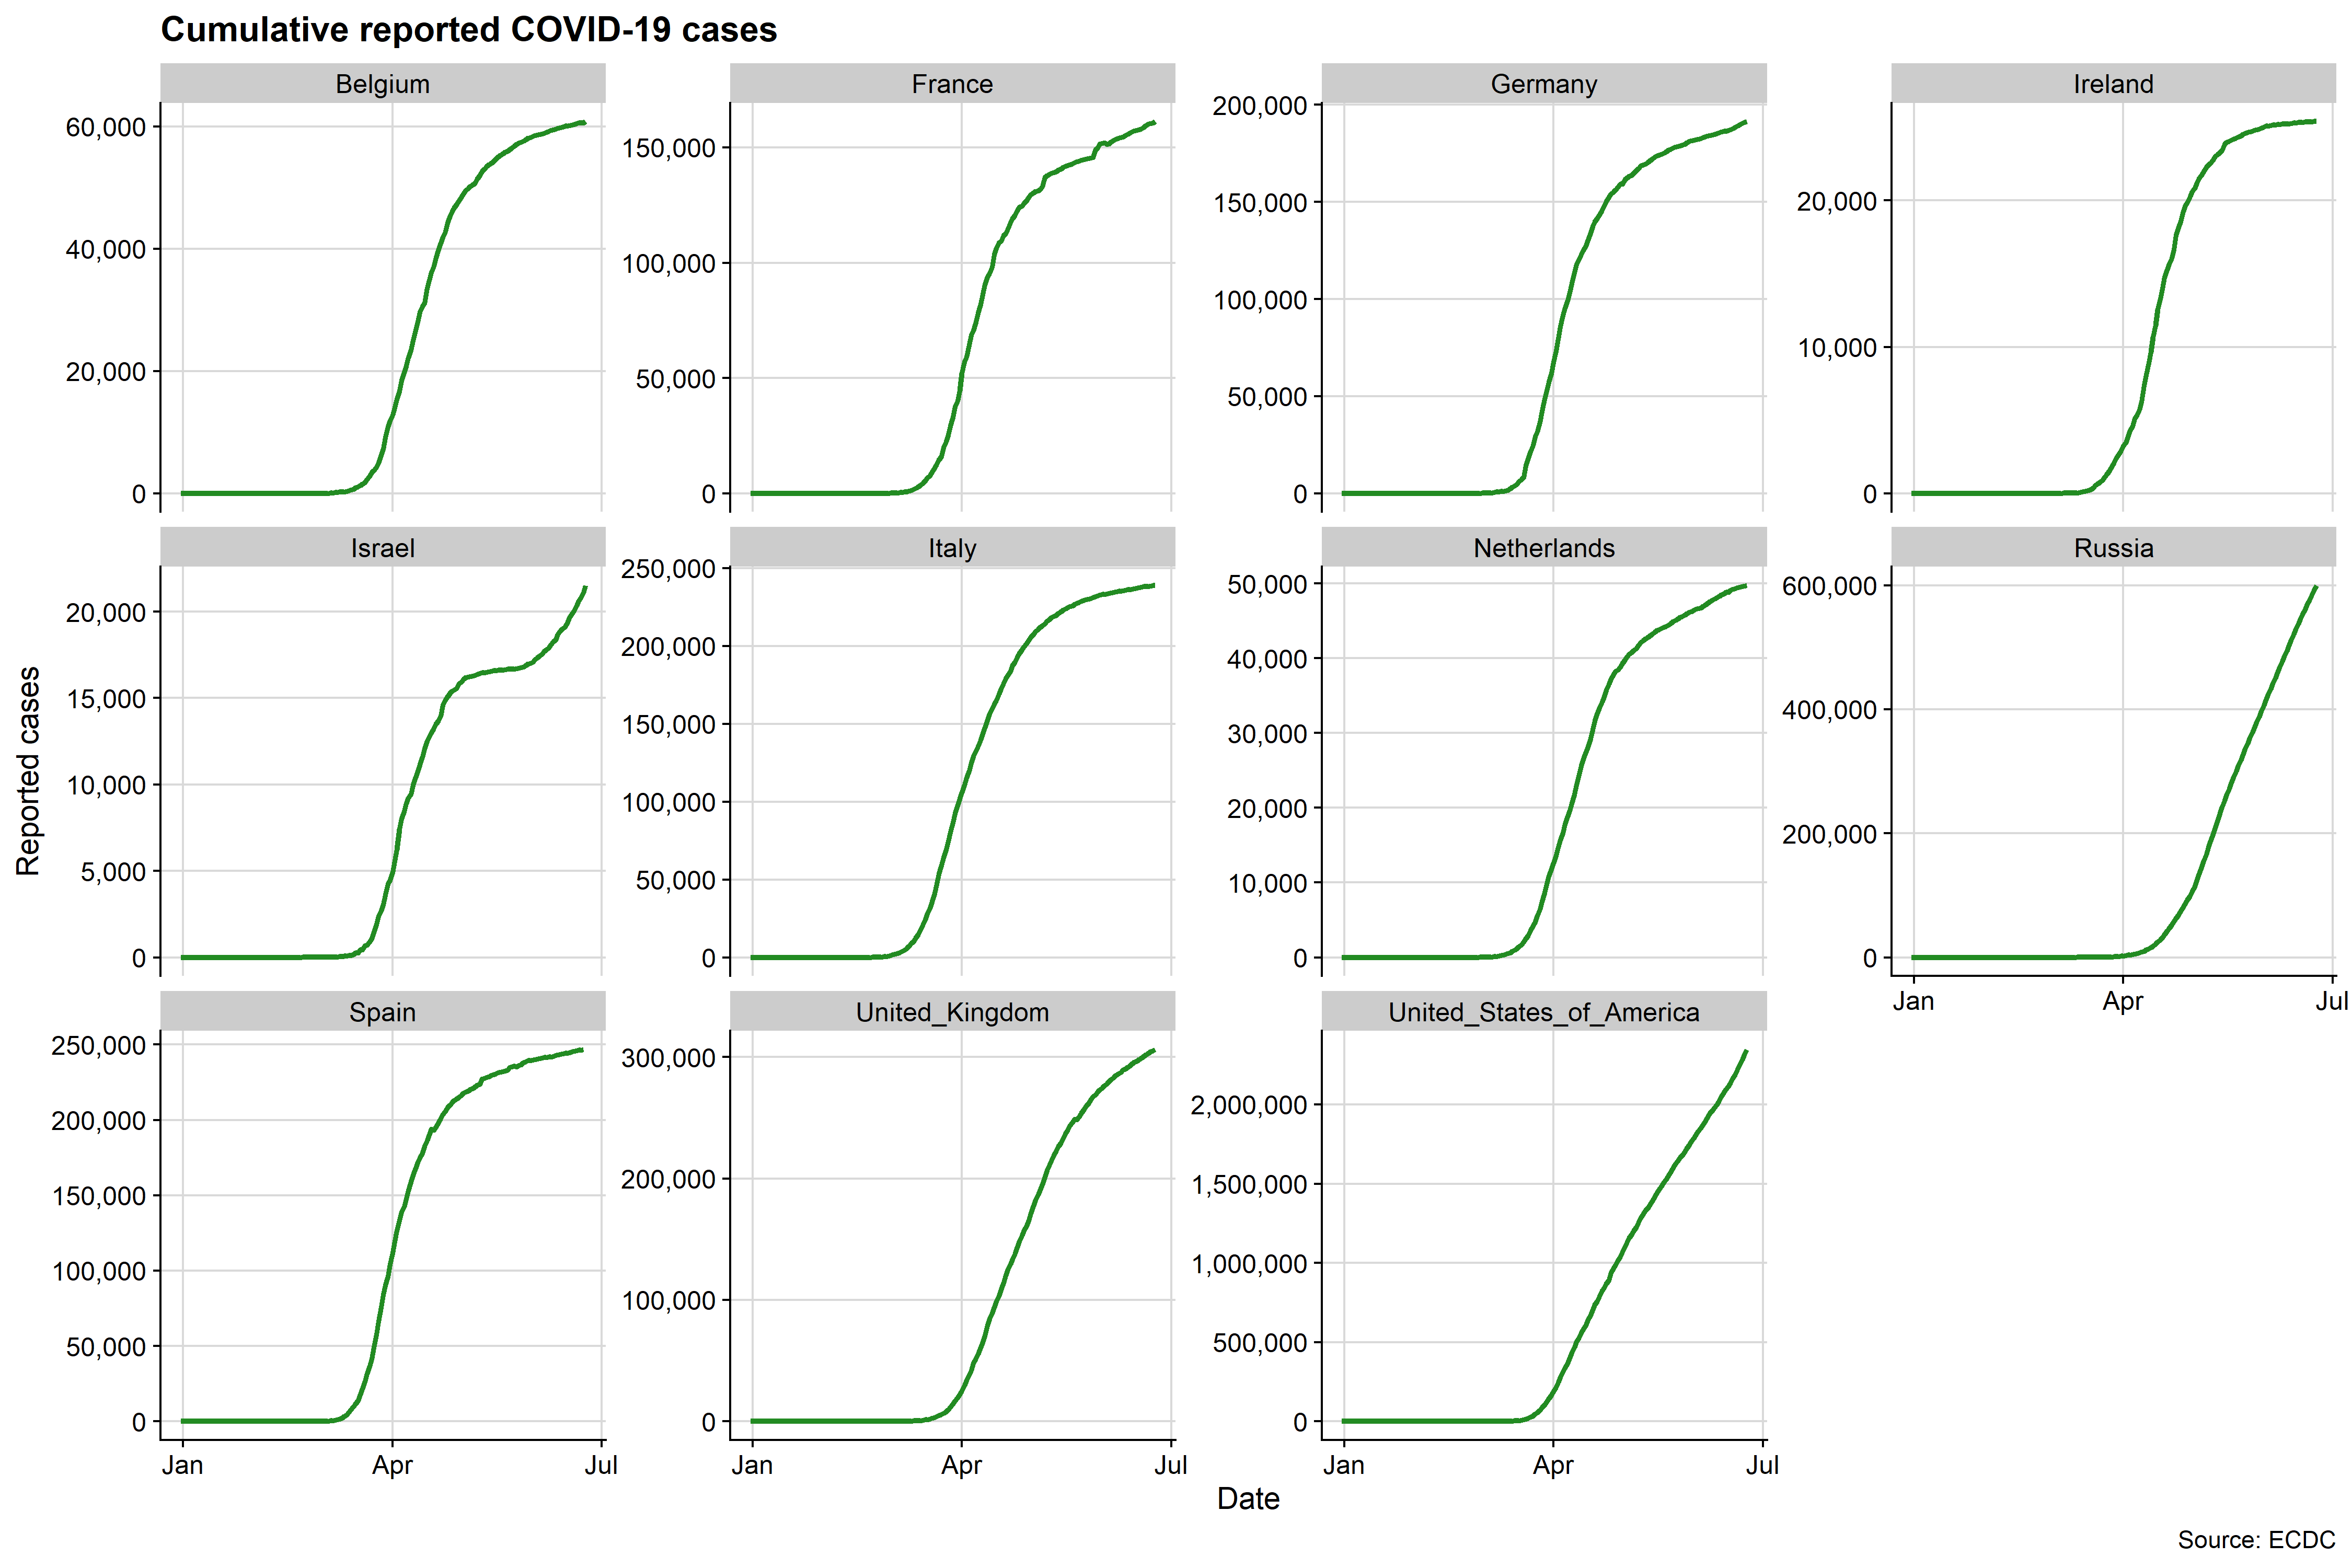 Cumulative reported COVID-19 cases
Belgium
France
Germany
Ireland
60,000
40,000
20,000
0
150,000
100,000
50,000
0
200,000
150,000
100,000
50,000
0
20,000
10,000
0
Israel
Italy
Netherlands
Russia
20,000
15,000
10,000
5,000
0
250,000
200,000
150,000
100,000
50,000
0
50,000
40,000
30,000
20,000
10,000
0
600,000
400,000
200,000
0
Jan Apr Jul
Reported cases
Spain
United_Kingdom
United_States_of_America
250,000
200,000
150,000
100,000
50,000
0
300,000
200,000
100,000
0
2,000,000
1,500,000
1,000,000
500,000
0
Jan Apr Jul
Jan Apr Jul
Jan Apr Jul
Date
Source: ECDC